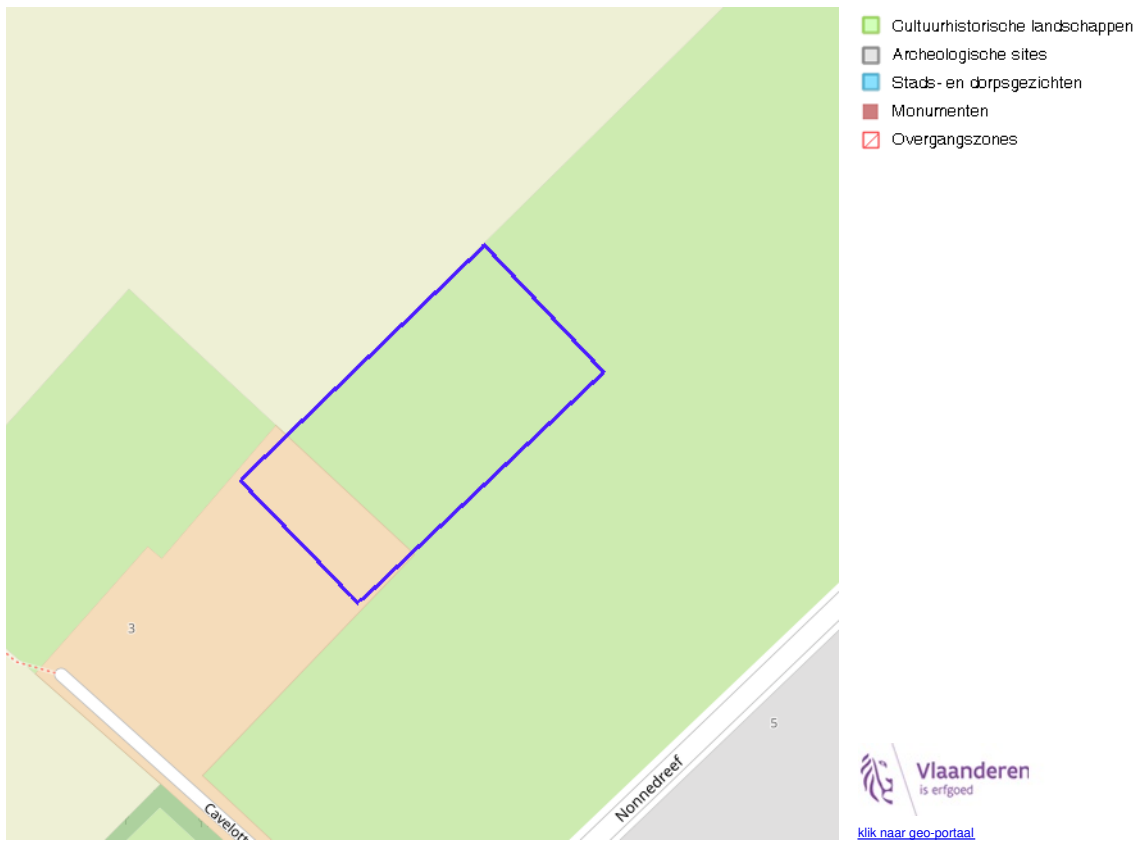 Cultuurhistorische landschappen
Archeologische sites
Stads- en dorpsgezichten
Monumenten
Overgangszones
3
5
Nonnedreef
Cavelott
Vlaanderen
is erfgoed
klik naar geo-portaal